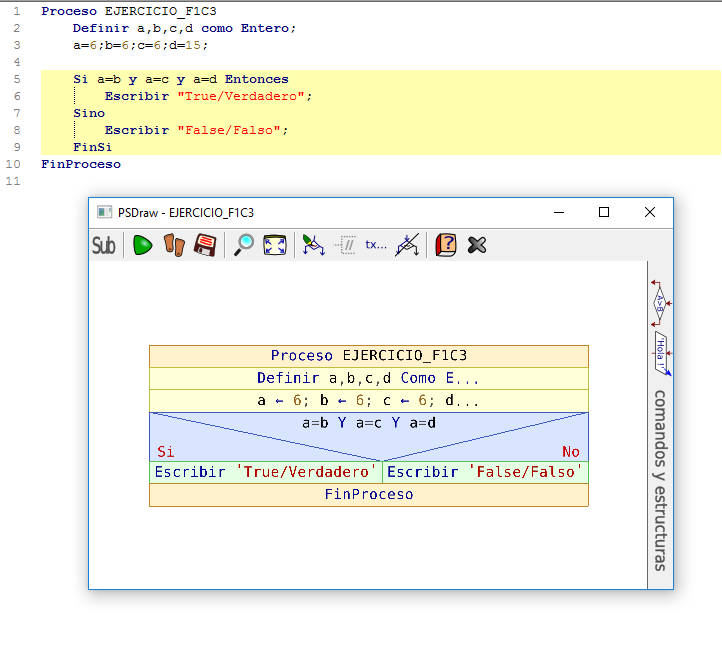 1 Proceso EJERCICIO_F1C3
2 Definir a,b,c,d como Entero;
3 a=6;b=6;c=6;d=15;
4
5 Si a=b y a=c y a=d Entonces
6 Escribir "True/Verdadero";
7 Sino
8 Escribir "False/Falso";
9 FinSi
10 FinProceso
11
PSDraw - EJERCICIO_F1C3
Sub // tx... ?
Proceso EJERCICIO_F1C3
Definir a,b,c,d Como E...
a ← 6; b ← 6; c ← 6; d...
a=b Y a=c Y a=d
Si No
Escribir 'True/Verdadero' Escribir 'False/Falso'
FinProceso
A>B
'Hola !'
comandos y estructuras